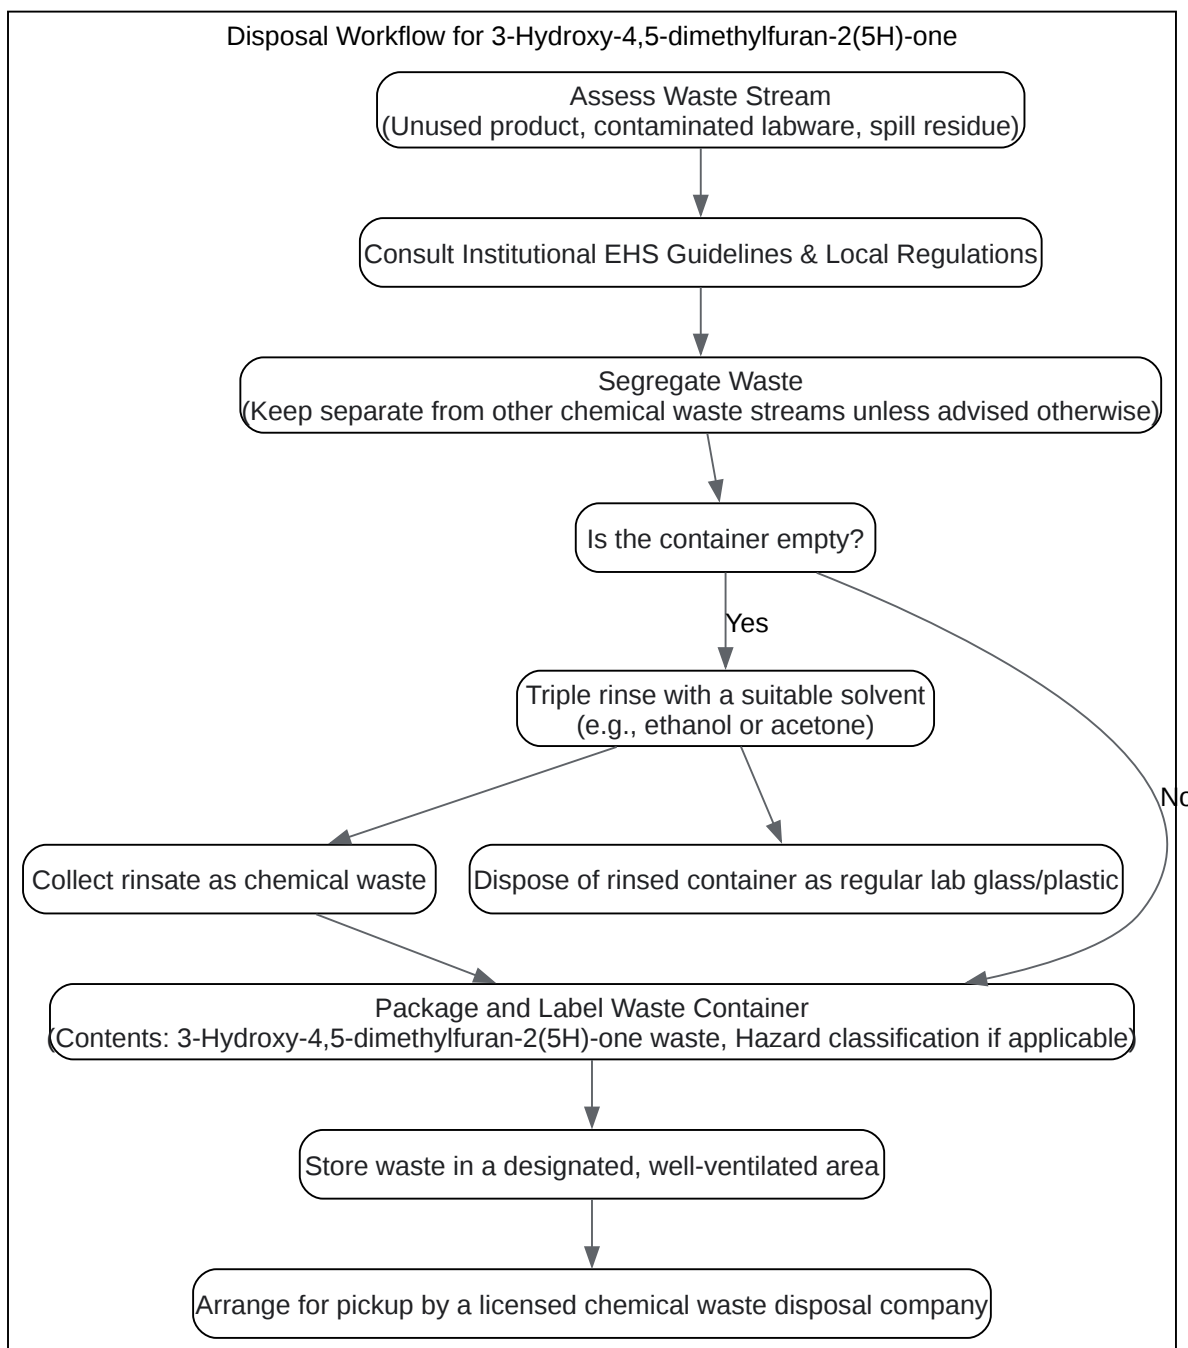 Disposal Workflow for 3-Hydroxy-4,5-dimethylfuran-2(5H)-one
Assess Waste Stream
(Unused product, contaminated labware, spill residue)
Consult Institutional EHS Guidelines & Local Regulations
Segregate Waste
(Keep separate from other chemical waste streams unless advised otherwise)
Is the container empty?
Yes
Triple rinse with a suitable solvent
(e.g., ethanol or acetone)
No
Collect rinsate as chemical waste
Dispose of rinsed container as regular lab glass/plastic
Package and Label Waste Container
(Contents: 3-Hydroxy-4,5-dimethylfuran-2(5H)-one waste, Hazard classification if applicable)
Store waste in a designated, well-ventilated area
Arrange for pickup by a licensed chemical waste disposal company